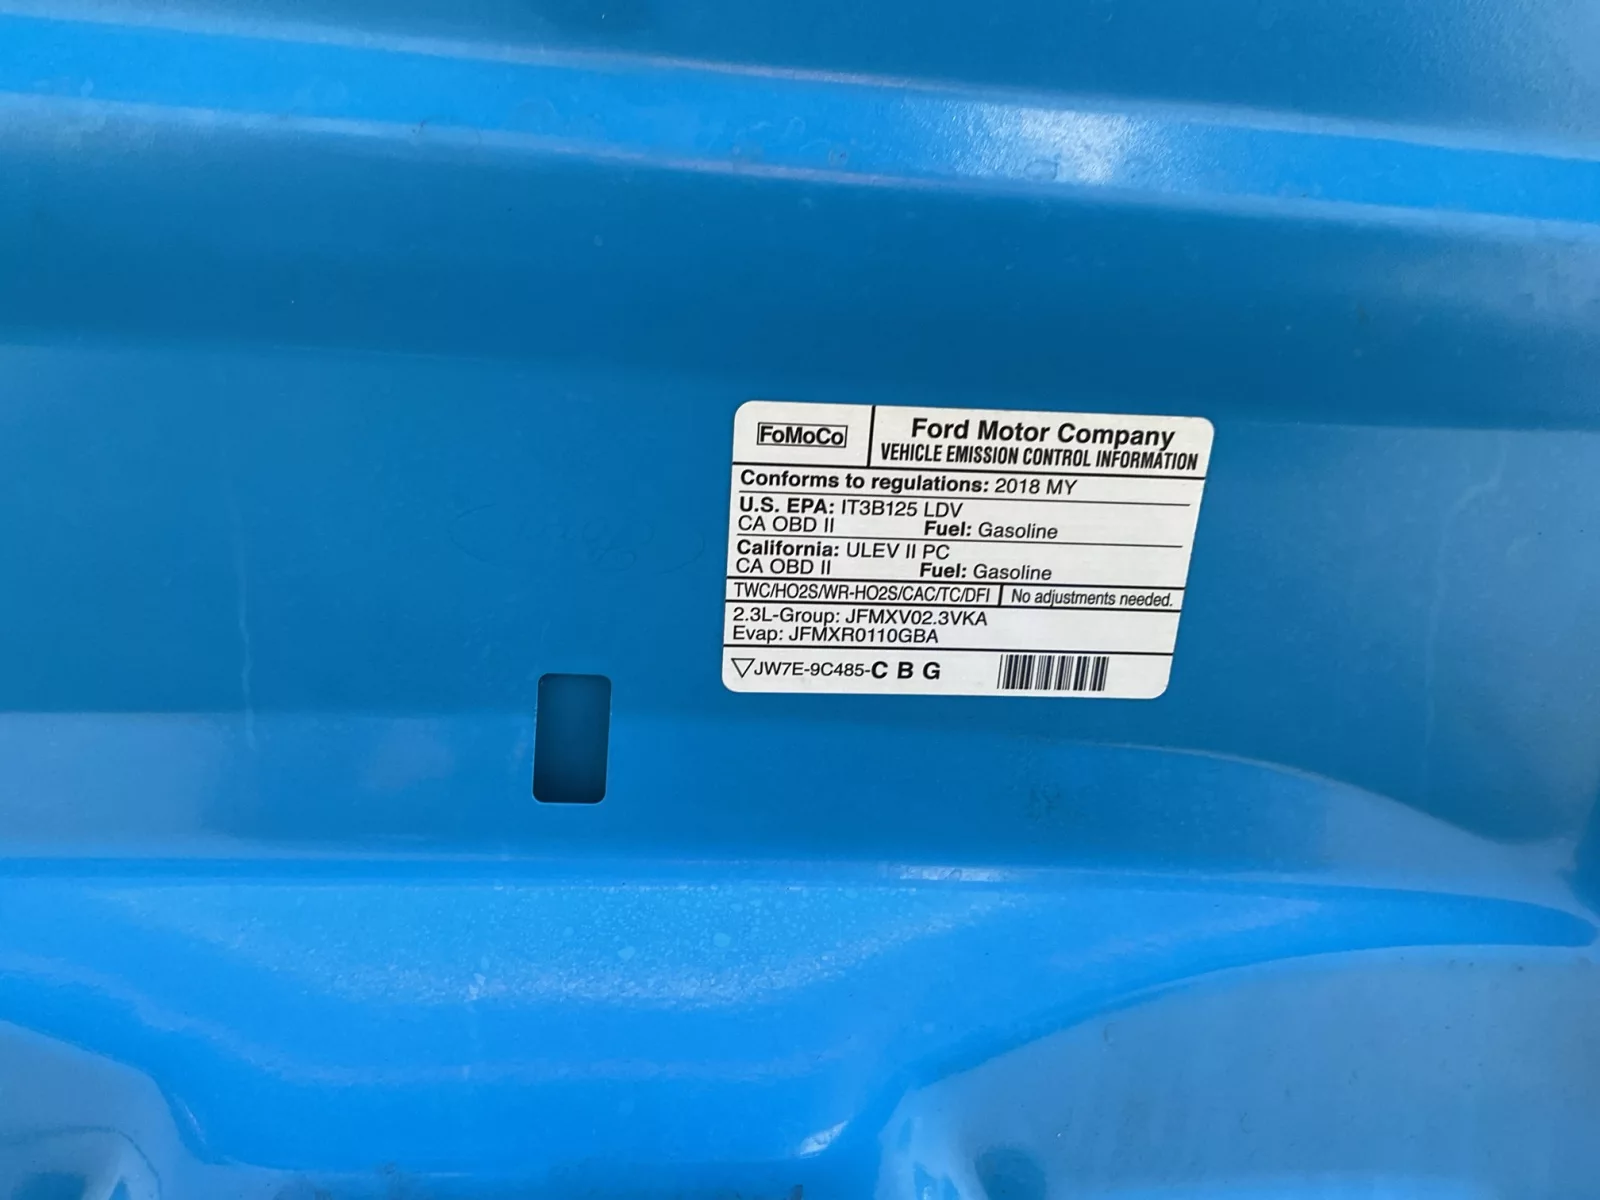 FoMoCo
Ford Motor Company
VEHICLE EMISSION CONTROL INFORMATION
Conforms to regulations: 2018 MY
U.S. EPA: IT3B125 LDV
CA OBD II Fuel: Gasoline
California: ULEV II PC
CA OBD II Fuel: Gasoline
TWC/HO2S/WR-HO2S/CAC/TC/DFI No adjustments needed.
2.3L-Group: JFMXV02.3VKA
Evap: JFMXR0110GBA
JW7E-9C485-C B G